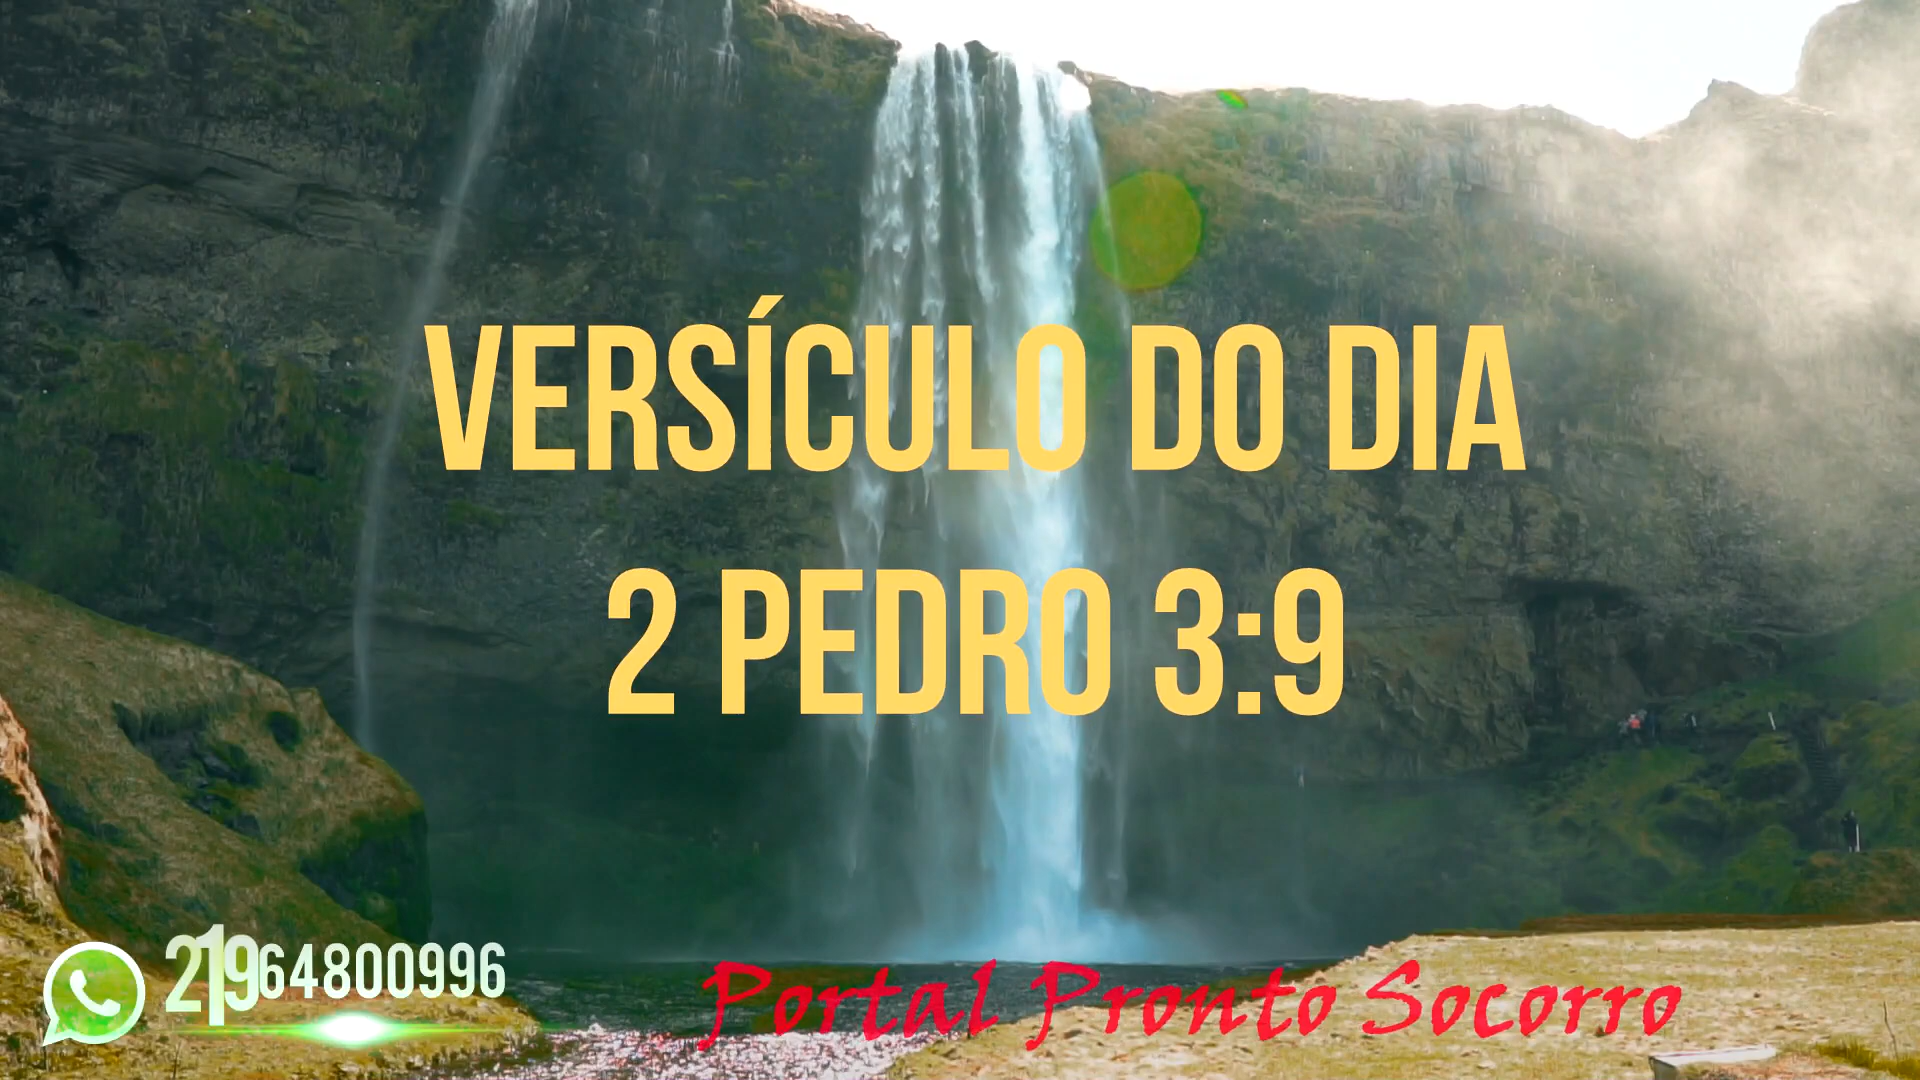 VERSÍCULO DO DIA
2 PEDRO 3:9
21964800996
Portal Pronto Socorro